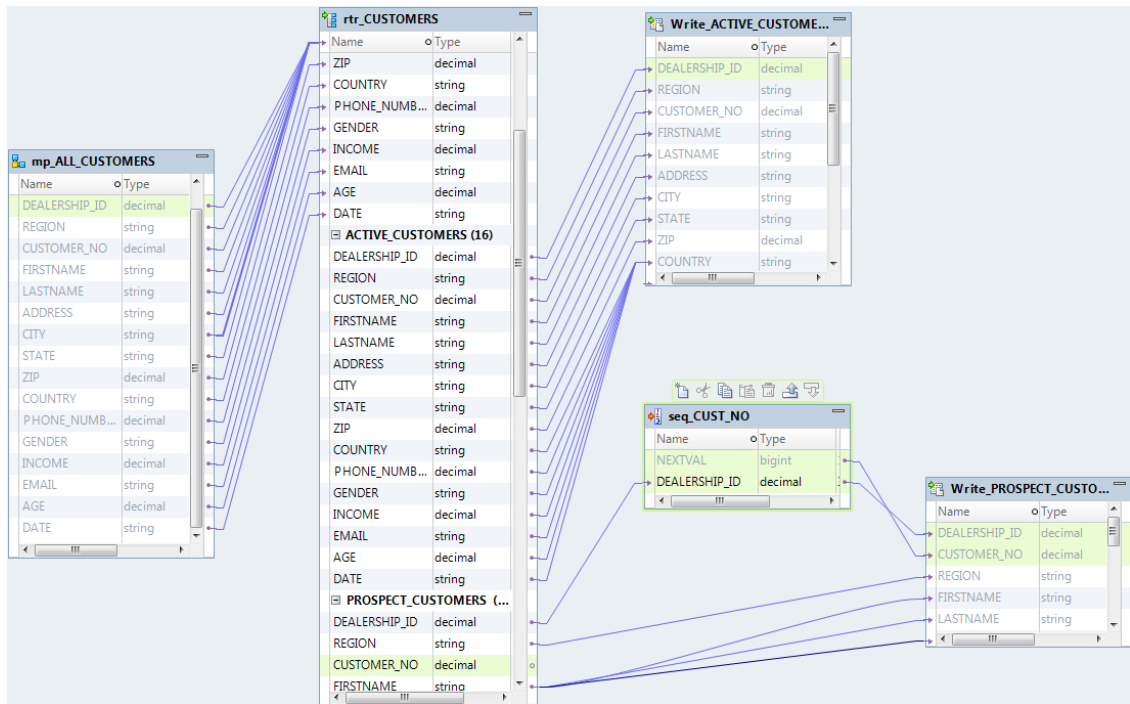 mp_ALL_CUSTOMERS
Name Type
DEALERSHIP_ID decimal
REGION string
CUSTOMER_NO decimal
FIRSTNAME string
LASTNAME string
ADDRESS string
CITY string
STATE string
ZIP decimal
COUNTRY string
PHONE_NUMB... decimal
GENDER string
INCOME decimal
EMAIL string
AGE decimal
DATE string
rtr_CUSTOMERS
Name Type
ZIP decimal
COUNTRY string
PHONE_NUMB... decimal
GENDER string
INCOME decimal
EMAIL string
AGE decimal
DATE string
ACTIVE_CUSTOMERS (16)
DEALERSHIP_ID decimal
REGION string
CUSTOMER_NO decimal
FIRSTNAME string
LASTNAME string
ADDRESS string
CITY string
STATE string
ZIP decimal
COUNTRY string
PHONE_NUMB... decimal
GENDER string
INCOME decimal
EMAIL string
AGE decimal
DATE string
PROSPECT_CUSTOMERS (...
DEALERSHIP_ID decimal
REGION string
CUSTOMER_NO decimal
FIRSTNAME string
Write_ACTIVE_CUSTOME...
Name Type
DEALERSHIP_ID decimal
REGION string
CUSTOMER_NO decimal
FIRSTNAME string
LASTNAME string
ADDRESS string
CITY string
STATE string
ZIP decimal
COUNTRY string
seq_CUST_NO
Name Type
NEXTVAL bigint
DEALERSHIP_ID decimal
Write_PROSPECT_CUSTO...
Name Type
DEALERSHIP_ID decimal
CUSTOMER_NO decimal
REGION string
FIRSTNAME string
LASTNAME string